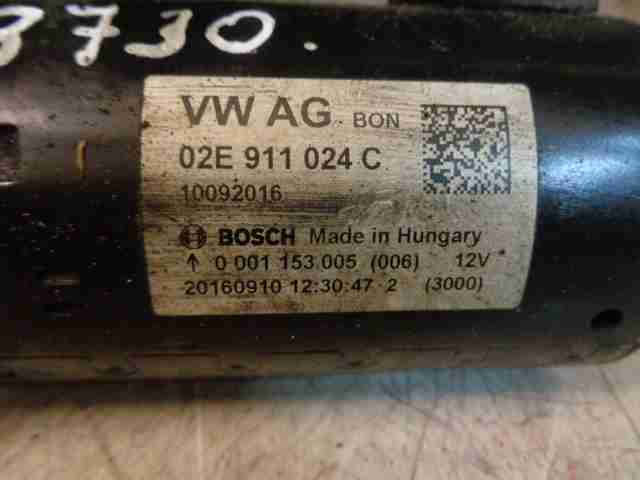 3730.
VW AG BON
02E 911 024 C
10092016
BOSCH Made in Hungary
↑ 0 001 153 005 (006) 12V
20160910 12:30:47 2 (3000)